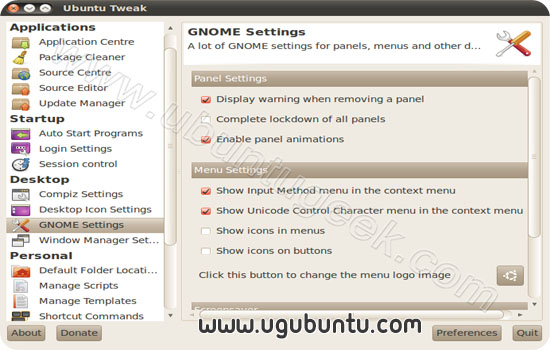 Ubuntu Tweak
Applications
Application Centre
Package Cleaner
Source Centre
Source Editor
Update Manager
Startup
Auto Start Programs
Login Settings
Session control
Desktop
Compiz Settings
Desktop Icon Settings
GNOME Settings
Window Manager Set...
Personal
Default Folder Locati...
Manage Scripts
Manage Templates
Shortcut Commands
GNOME Settings
A lot of GNOME settings for panels, menus and other d...
Panel Settings
Display warning when removing a panel
Complete lockdown of all panels
Enable panel animations
Menu Settings
Show Input Method menu in the context menu
Show Unicode Control Character menu in the context menu
Show icons in menus
Show icons on buttons
Click this button to change the menu logo image
Screensaver
www.ubuntugeek.com
www.ugubuntu.com
About
Donate
Preferences
Quit